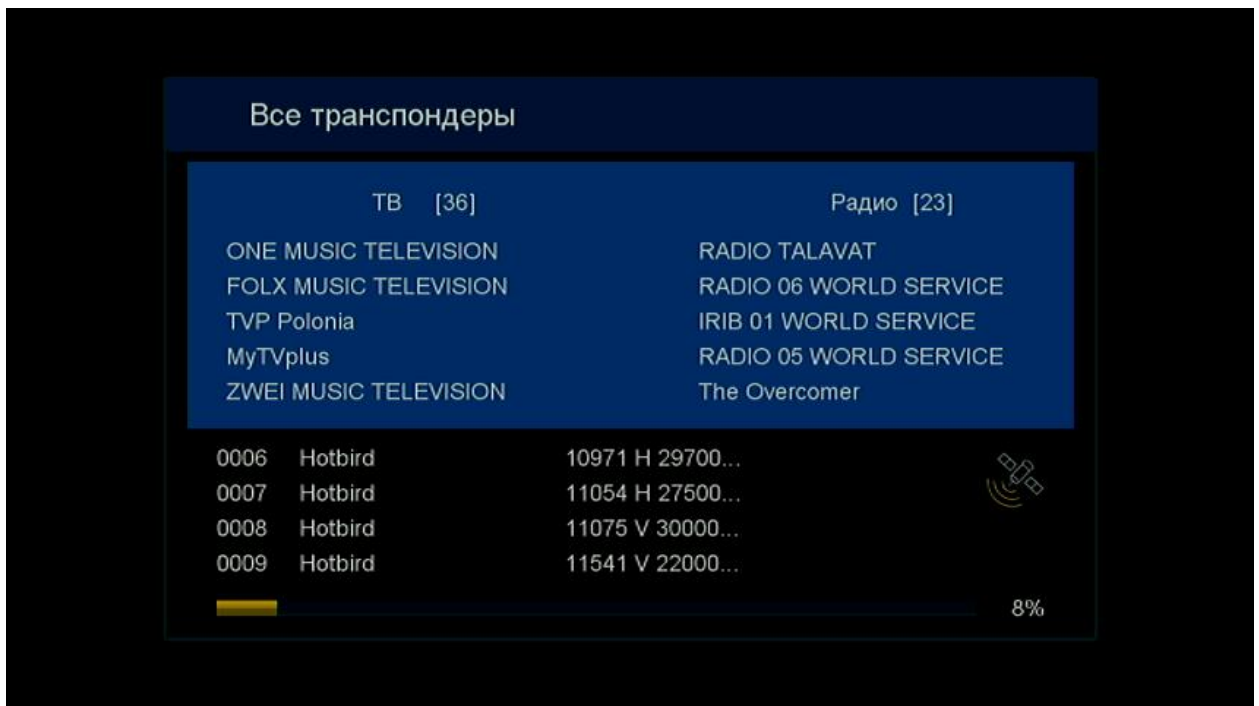 Все транспондеры
ТВ [36] Радио [23]
ONE MUSIC TELEVISION RADIO TALAVAT
FOLX MUSIC TELEVISION RADIO 06 WORLD SERVICE
TVP Polonia IRIB 01 WORLD SERVICE
MyTVplus RADIO 05 WORLD SERVICE
ZWEI MUSIC TELEVISION The Overcomer
0006 Hotbird 10971 H 29700...
0007 Hotbird 11054 H 27500...
0008 Hotbird 11075 V 30000...
0009 Hotbird 11541 V 22000...
8%